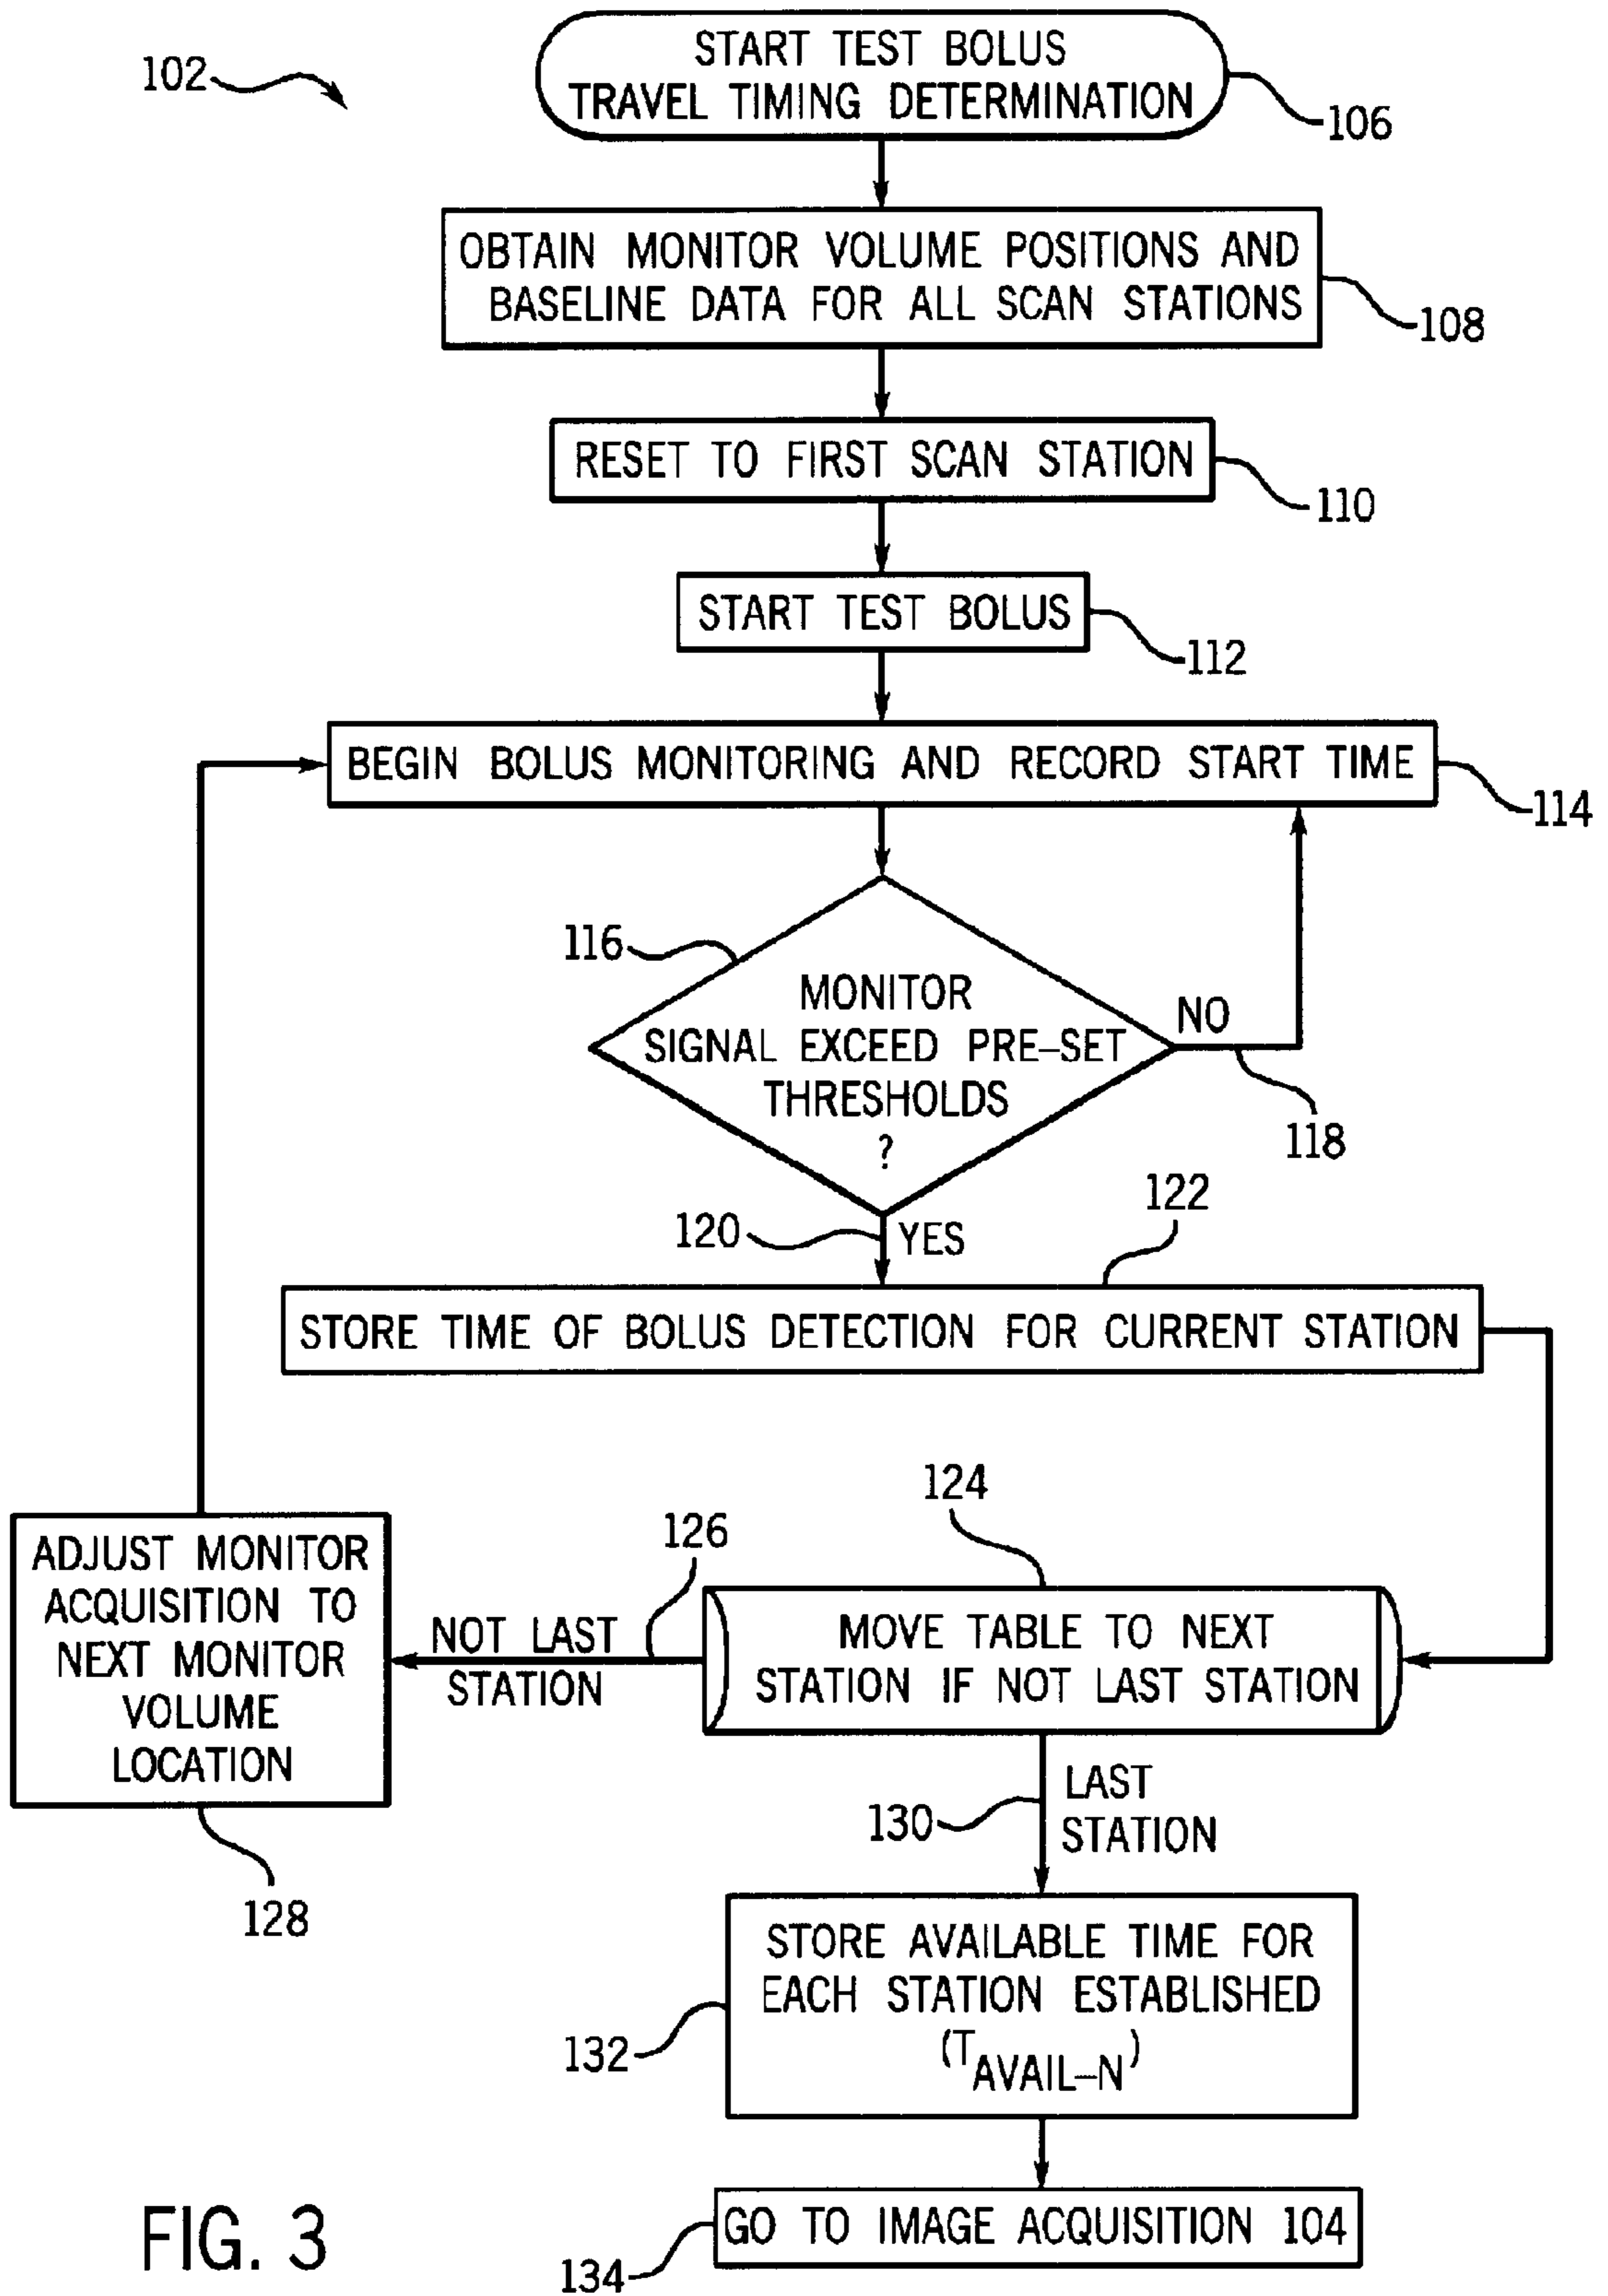 102
START TEST BOLUS
TRAVEL TIMING DETERMINATION
106
OBTAIN MONITOR VOLUME POSITIONS AND
BASELINE DATA FOR ALL SCAN STATIONS
108
RESET TO FIRST SCAN STATION
110
START TEST BOLUS
112
BEGIN BOLUS MONITORING AND RECORD START TIME
114
116
MONITOR
SIGNAL EXCEED PRE-SET
THRESHOLDS
?
NO
118
120
YES
122
STORE TIME OF BOLUS DETECTION FOR CURRENT STATION
124
MOVE TABLE TO NEXT
STATION IF NOT LAST STATION
126
NOT LAST
STATION
ADJUST MONITOR
ACQUISITION TO
NEXT MONITOR
VOLUME
LOCATION
128
130
LAST
STATION
STORE AVAILABLE TIME FOR
EACH STATION ESTABLISHED
(TAVAIL-N)
132
GO TO IMAGE ACQUISITION 104
134
FIG. 3